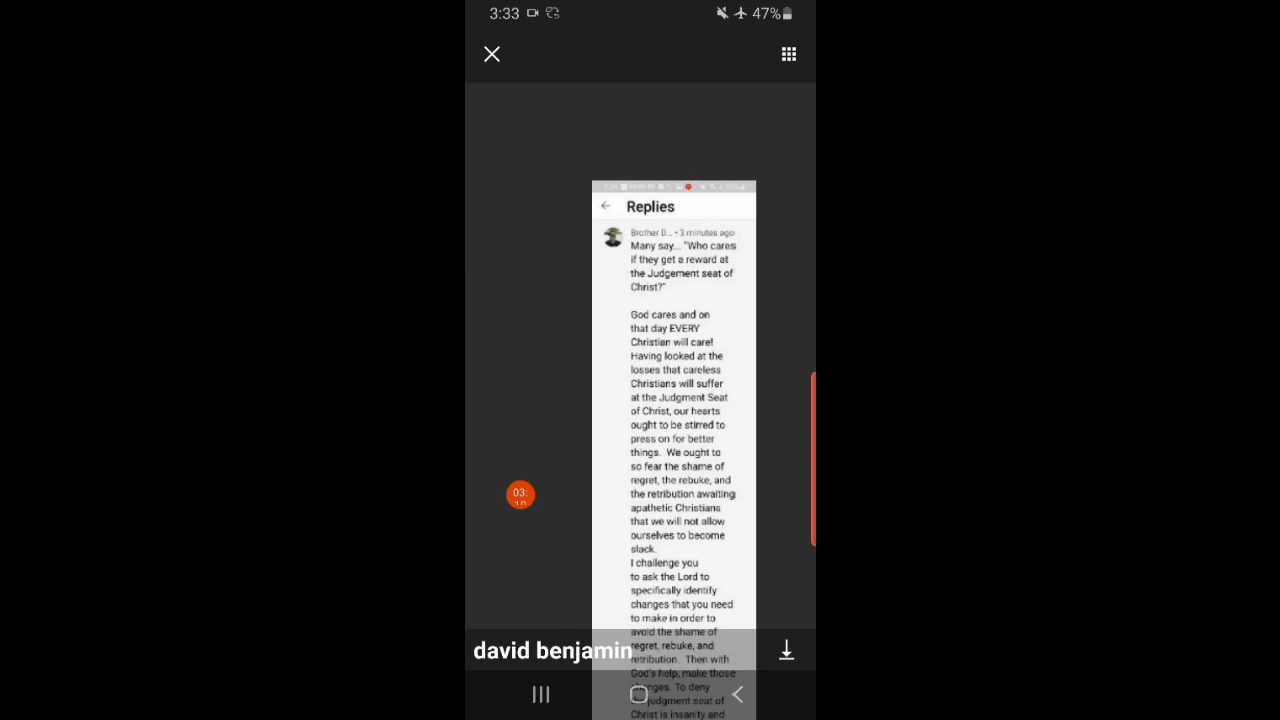 3:33
47%
Replies
Brother D... • 3 minutes ago
Many say... "Who cares
if they get a reward at
the Judgement seat of
Christ?"
God cares and on
that day EVERY
Christian will care!
Having looked at the
losses that careless
Christians will suffer
at the Judgment Seat
of Christ, our hearts
ought to be stirred to
press on for better
things. We ought to
so fear the shame of
regret, the rebuke, and
the retribution awaiting
apathetic Christians
that we will not allow
ourselves to become
slack.
I challenge you
to ask the Lord to
specifically identify
changes that you need
to make in order to
avoid the shame of
regret, rebuke, and
retribution. Then with
God's help, make those
changes. To deny
the judgment seat of
Christ is insanity and
03:
10
david benjamin